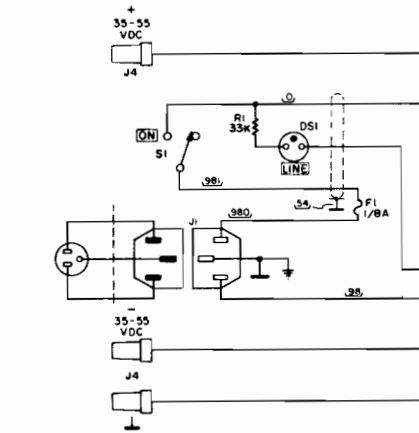 +
35-55
VDC
J4
0
R1
33K
DS1
ON
S1
LINE
981
54
F1
1/8A
J1
980
98
-
35-55
VDC
J4